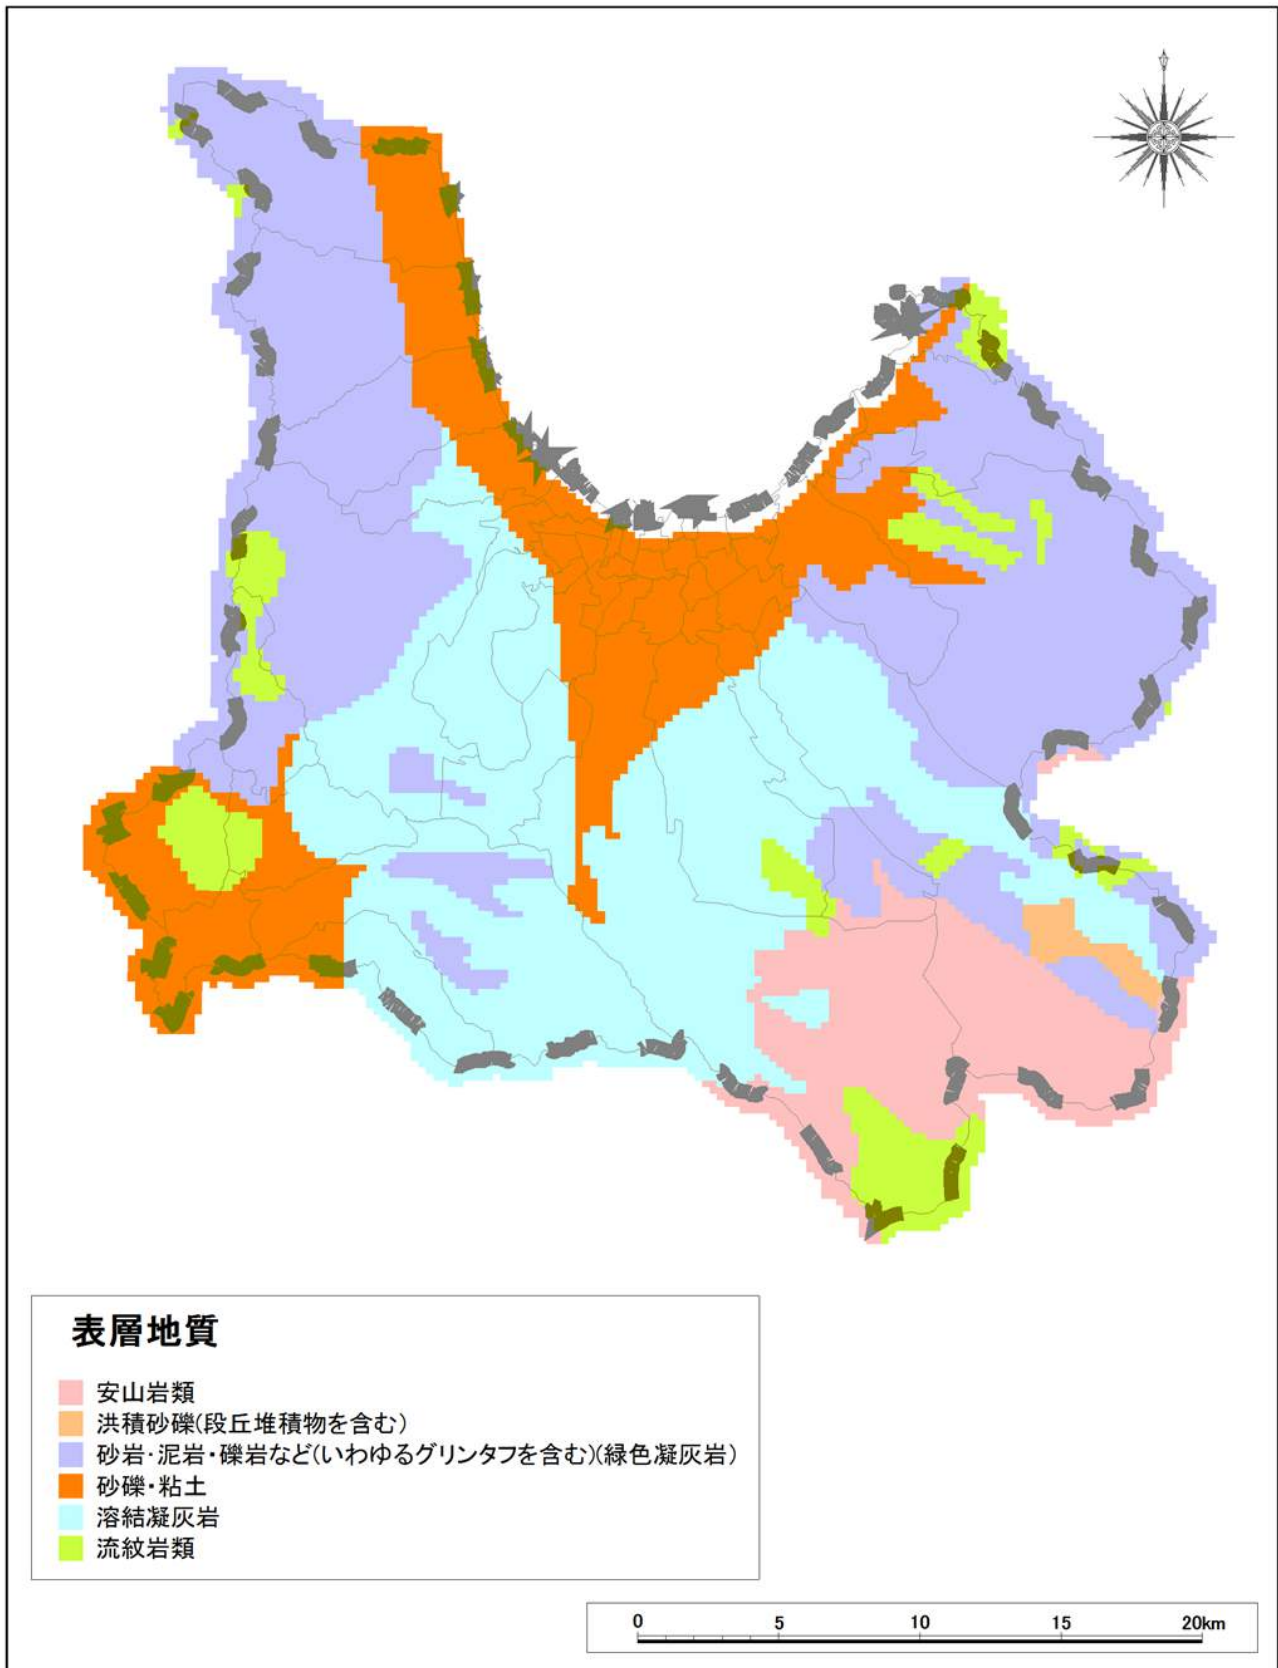 表層地質
安山岩類
洪積砂礫(段丘堆積物を含む)
砂岩・泥岩・礫岩など(いわゆるグリンタフを含む)(緑色凝灰岩)
砂礫・粘土
溶結凝灰岩
流紋岩類
0 5 10 15 20km